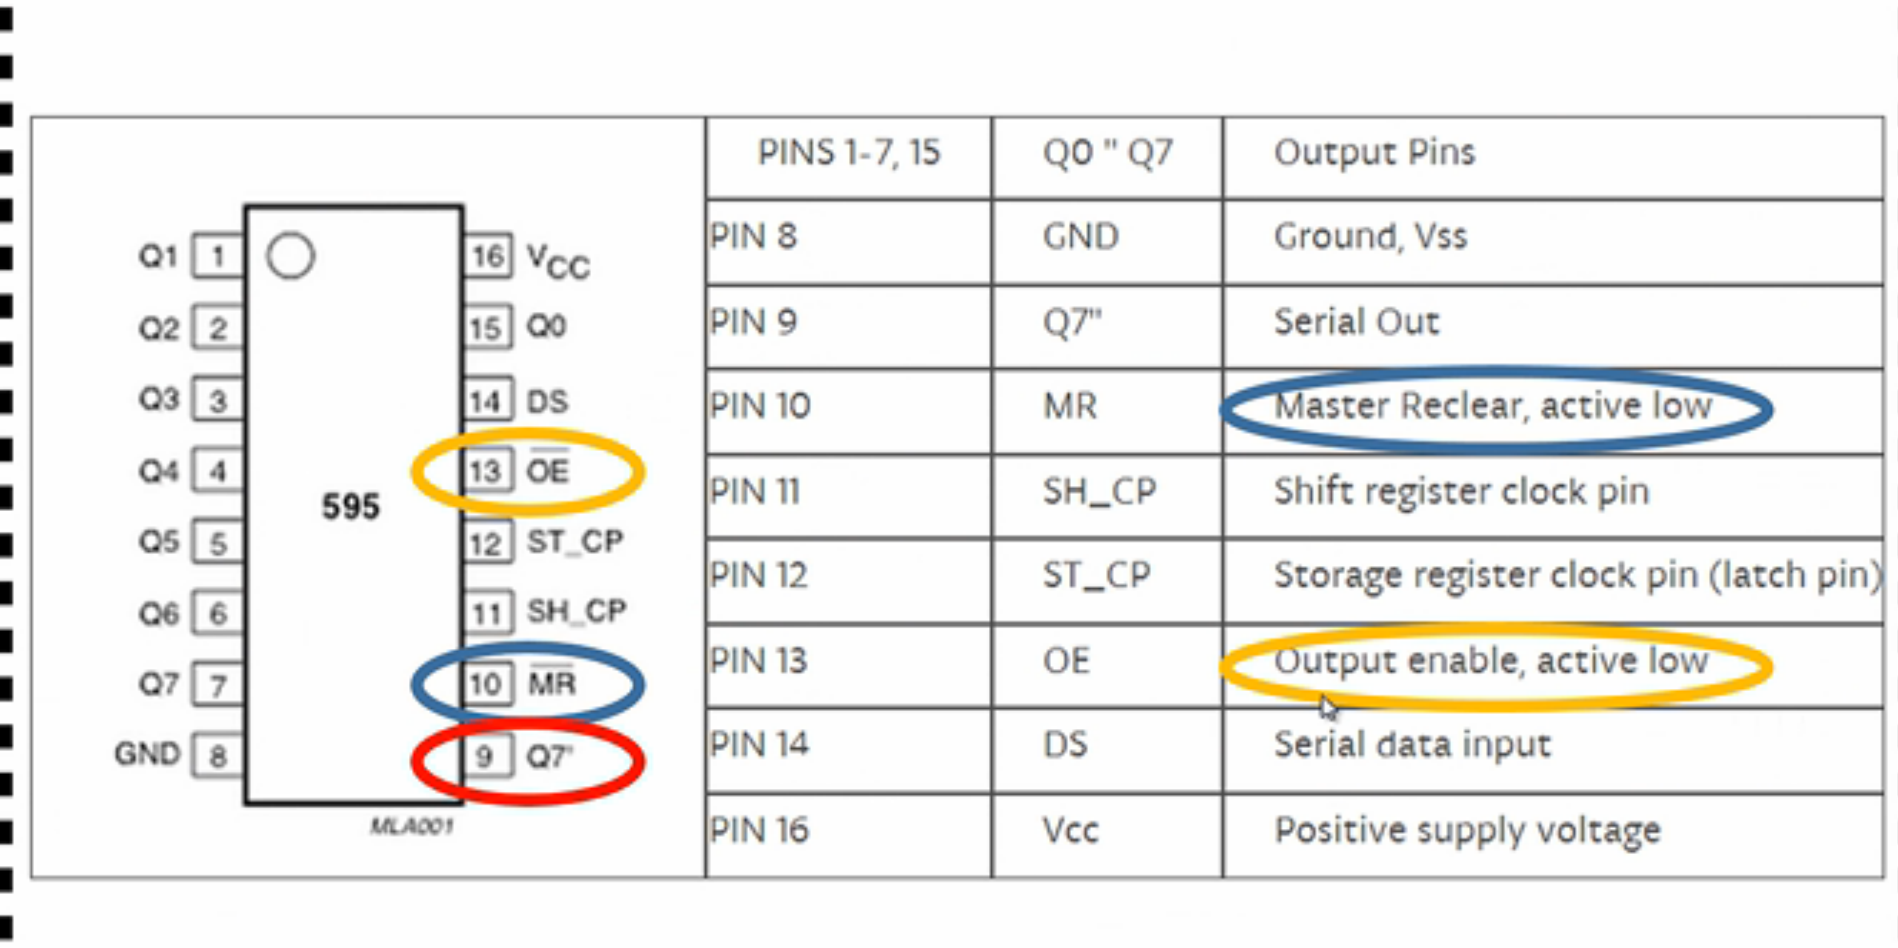 PINS 1-7, 15 Q0 " Q7 Output Pins
PIN 8 GND Ground, Vss
PIN 9 Q7" Serial Out
PIN 10 MR Master Reclear, active low
PIN 11 SH_CP Shift register clock pin
PIN 12 ST_CP Storage register clock pin (latch pin)
PIN 13 OE Output enable, active low
PIN 14 DS Serial data input
PIN 16 Vcc Positive supply voltage
Q1 1 16 VCC
Q2 2 15 Q0
Q3 3 14 DS
Q4 4 13 OE
595
Q5 5 12 ST_CP
Q6 6 11 SH_CP
Q7 7 10 MR
GND 8 9 Q7'
MLA001